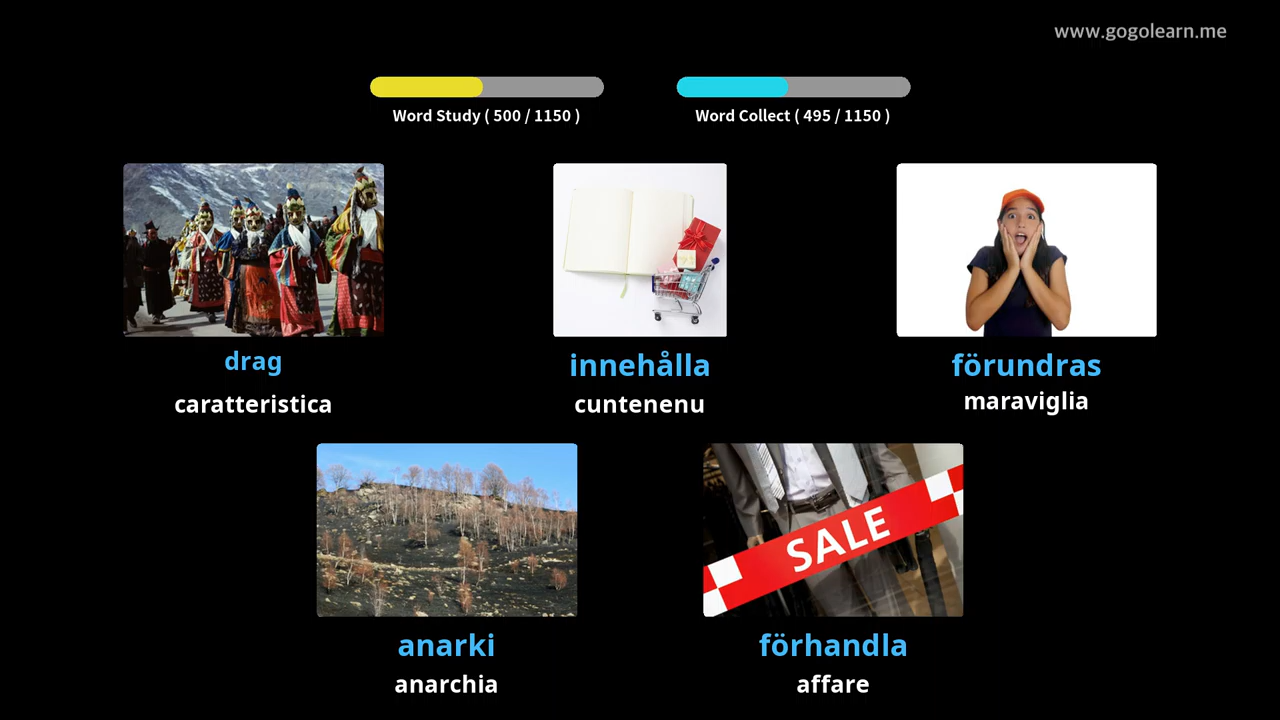 www.gogolearn.me
Word Study ( 500 / 1150 )
Word Collect ( 495 / 1150 )
drag
caratteristica
innehålla
cuntenenu
förundras
maraviglia
SALE
anarki
anarchia
förhandla
affare